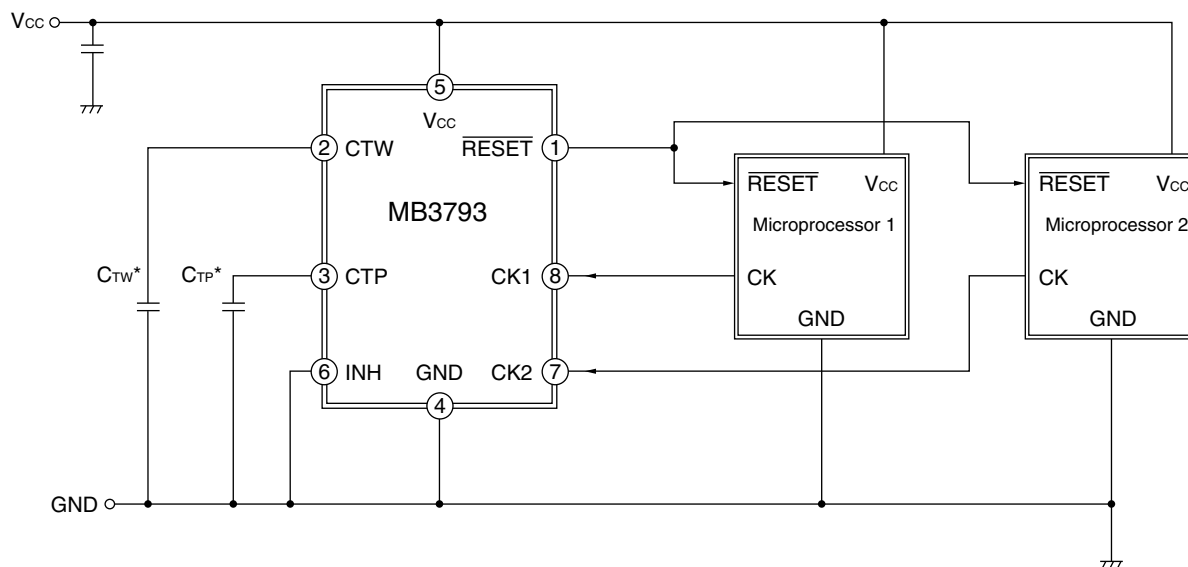 VCC
5
VCC
2 CTW
RESET 1
MB3793
RESET VCC
Microprocessor 1
RESET VCC
Microprocessor 2
CTW*
CTP*
3 CTP
CK1 8
CK
CK
GND
GND
6 INH
GND
CK2 7
4
GND